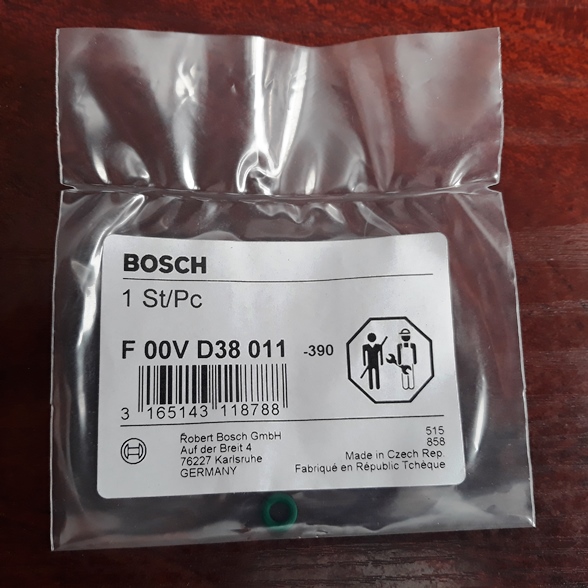 BOSCH
1 St/Pc
F 00V D38 011 -390
3 165143 118788
Robert Bosch GmbH
Auf der Breit 4
76227 Karlsruhe
GERMANY
515
858
Made in Czech Rep.
Fabriqué en Républic Tchéque